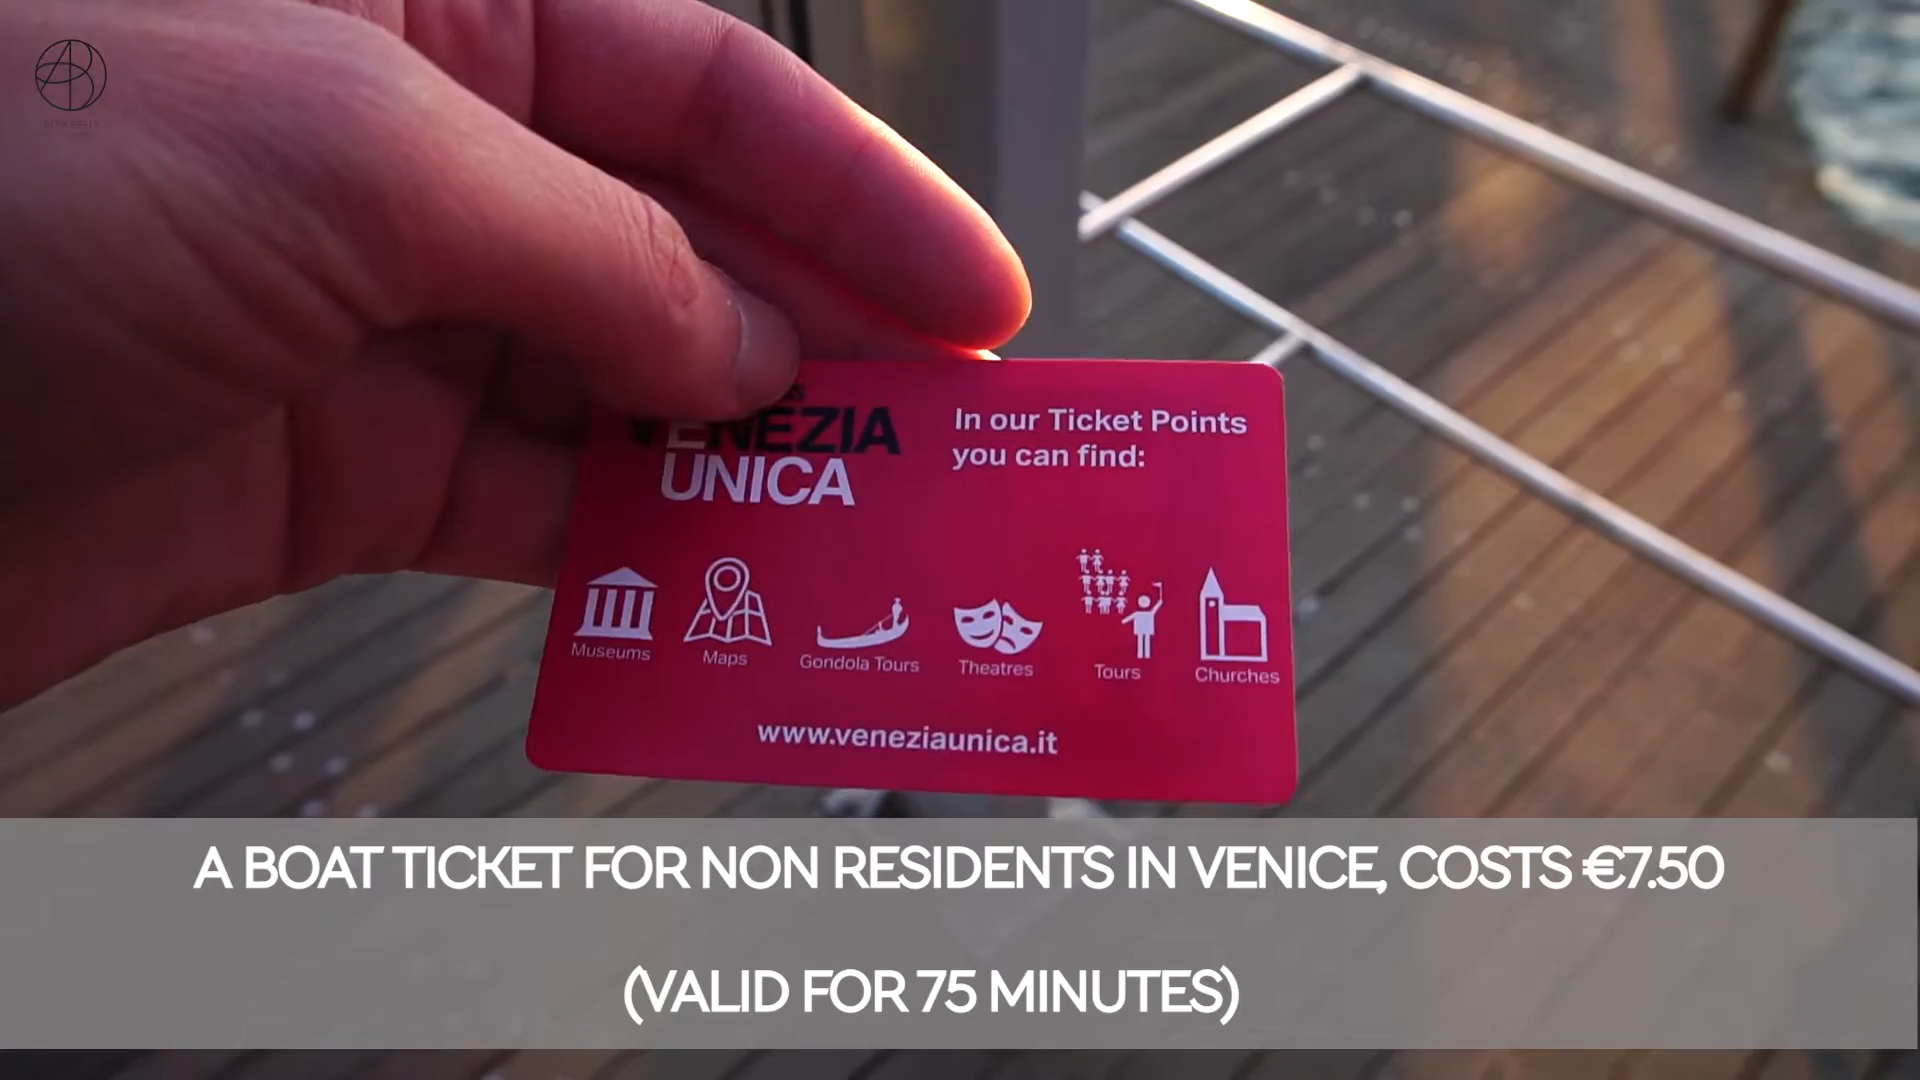 VENEZIA
UNICA
In our Ticket Points
you can find:
Museums
Maps
Gondola Tours
Theatres
Tours
Churches
www.veneziaunica.it
A BOAT TICKET FOR NON RESIDENTS IN VENICE, COSTS €7.50
(VALID FOR 75 MINUTES)